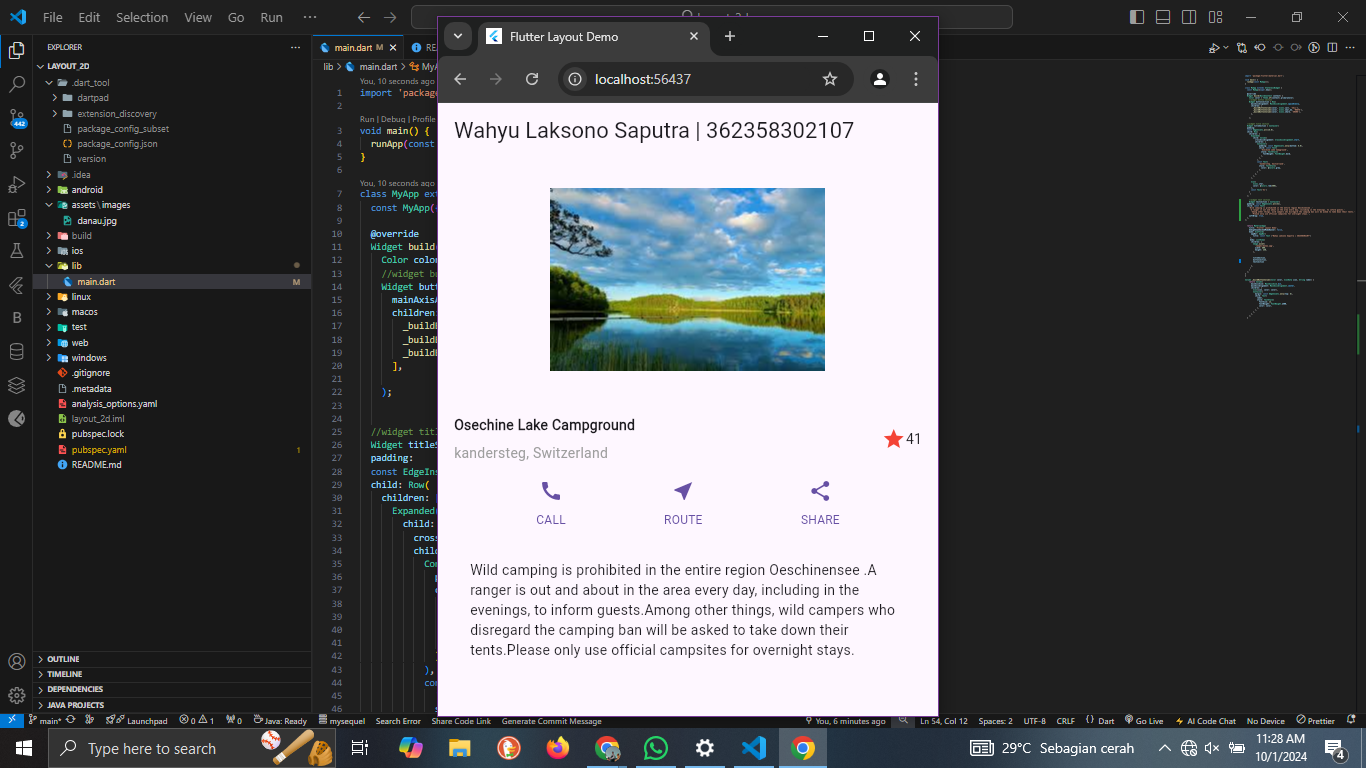 File Edit Selection View Go Run ···
EXPLORER ···
LAYOUT_2D
.dart_tool
dartpad
extension_discovery
package_config_subset
package_config.json
version
.idea
android
assets\images
danau.jpg
build
ios
lib
main.dart M
linux
macos
test
web
windows
.gitignore
.metadata
analysis_options.yaml
layout_2d.iml
pubspec.lock
pubspec.yaml 1
README.md
OUTLINE
TIMELINE
DEPENDENCIES
JAVA PROJECTS
442
2
main.dart M
lib > main.dart > MyA
You, 10 seconds ago
1 import 'package
2
Run | Debug | Profile
3 void main() {
4 runApp(const
5 }
6
You, 10 seconds ago
7 class MyApp ext
8 const MyApp(
9
10 @override
11 Widget build(
12 Color color
13 //widget bu
14 Widget butt
15 mainAxisA
16 children:
17 _buildB
18 _buildB
19 _buildB
20 ],
21
22 );
23
24
25 //widget titl
26 Widget titleS
27 padding:
28 const EdgeIns
29 child: Row(
30 children:
31 Expanded(
32 child:
33 cros
34 chil
35 Co
36
37
38
39
40
41
42
43 ),
44 co
45
46
Flutter Layout Demo
localhost:56437
Wahyu Laksono Saputra | 362358302107
Osechine Lake Campground
kandersteg, Switzerland
41
CALL ROUTE SHARE
Wild camping is prohibited in the entire region Oeschinensee .A
ranger is out and about in the area every day, including in the
evenings, to inform guests.Among other things, wild campers who
disregard the camping ban will be asked to take down their
tents.Please only use official campsites for overnight stays.
main* Launchpad 0 1 0 Java: Ready mysequel Search Error Share Code Link Generate Commit Message You, 6 minutes ago Ln 54, Col 12 Spaces: 2 UTF-8 CRLF {} Dart Go Live AI Code Chat No Device Prettier
Type here to search
29°C Sebagian cerah
11:28 AM
10/1/2024
4